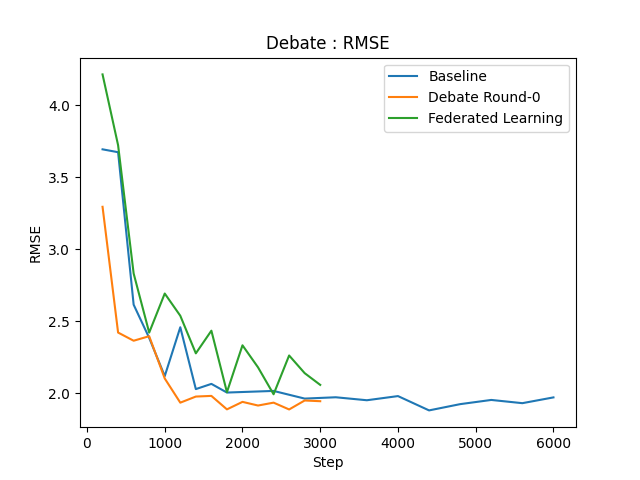 Debate : RMSE
Baseline
Debate Round-0
Federated Learning
RMSE
4.0
3.5
3.0
2.5
2.0
0 1000 2000 3000 4000 5000 6000
Step